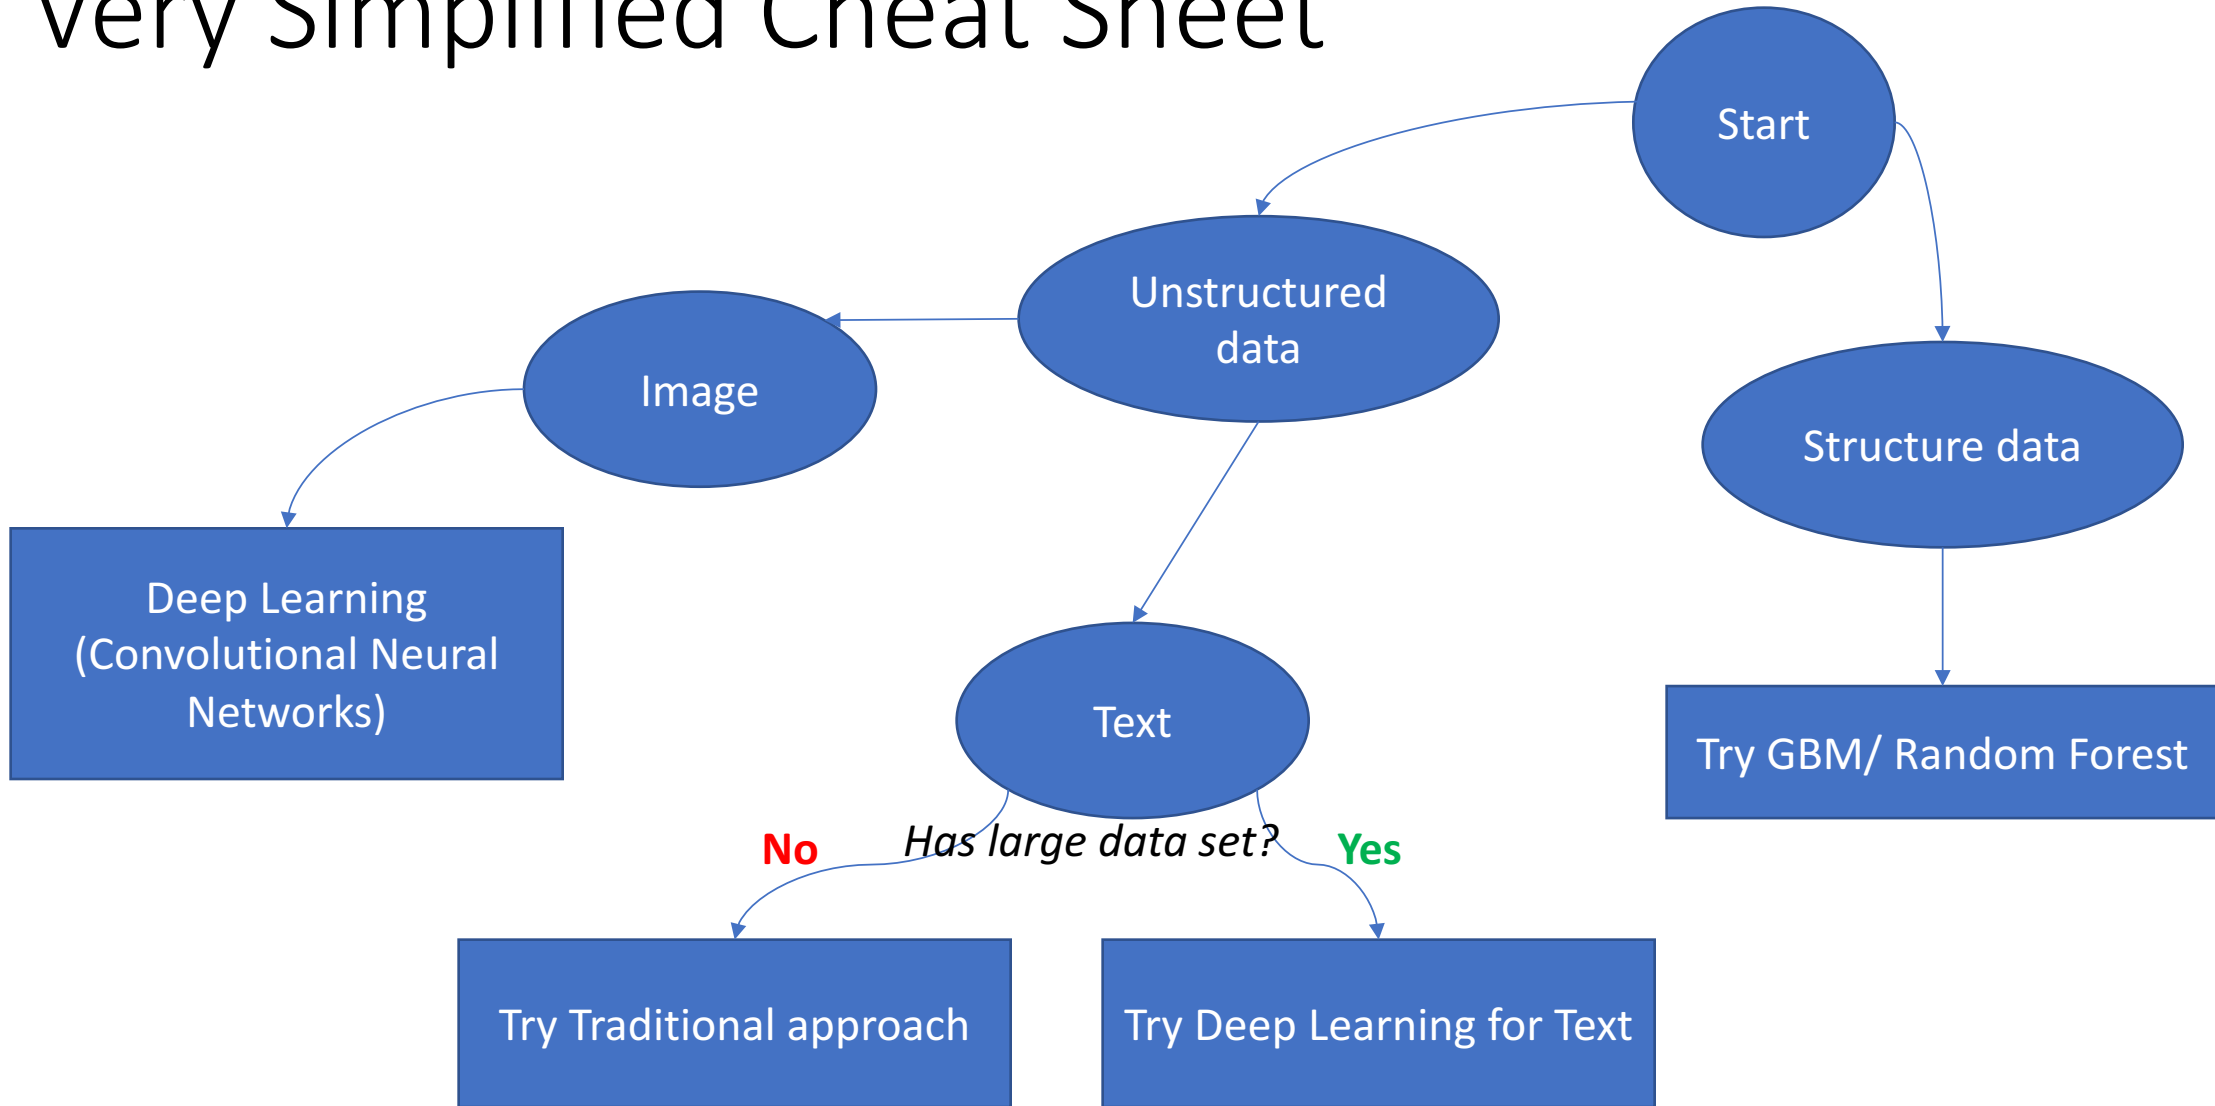 Very Simplified Cheat Sheet
Start
Unstructured
data
Image
Structure data
Deep Learning
(Convolutional Neural
Networks)
Text
Try GBM/ Random Forest
No
Has large data set?
Yes
Try Traditional approach
Try Deep Learning for Text